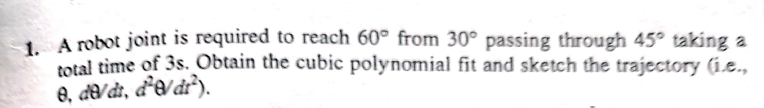 1. A robot joint is required to reach 60° from 30° passing through 45° taking a
total time of 3s. Obtain the cubic polynomial fit and sketch the trajectory (i.e.,
θ, dθ/dt, d²θ/dt²).